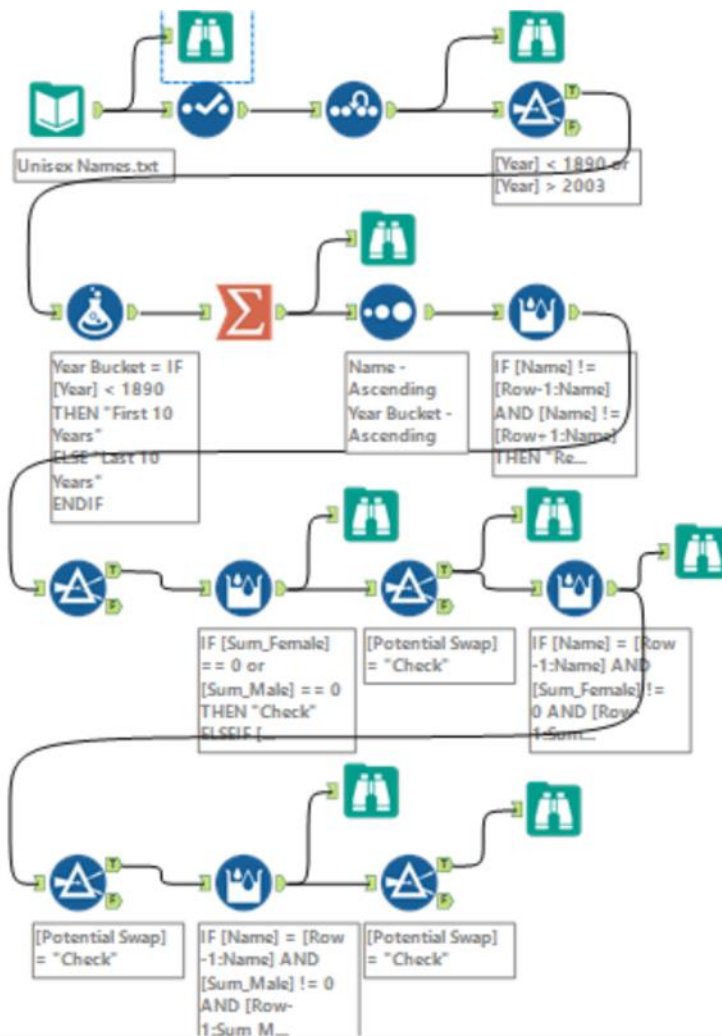 Unisex Names.txt
T
F
[Year] < 1890 or
[Year] > 2003
Year Bucket = IF
[Year] < 1890
THEN "First 10
Years"
ELSE "Last 10
Years"
ENDIF
Name -
Ascending
Year Bucket -
Ascending
IF [Name] !=
[Row-1:Name]
AND [Name] !=
[Row+1:Name]
THEN "Re...
T
F
IF [Sum_Female]
== 0 or
[Sum_Male] == 0
THEN "Check"
ELSEIF [...
T
F
[Potential Swap]
= "Check"
IF [Name] = [Row
-1:Name] AND
[Sum_Female] !=
0 AND [Row-
1:Sum...
T
F
[Potential Swap]
= "Check"
IF [Name] = [Row
-1:Name] AND
[Sum_Male] != 0
AND [Row-
1:Sum_M...
T
F
[Potential Swap]
= "Check"